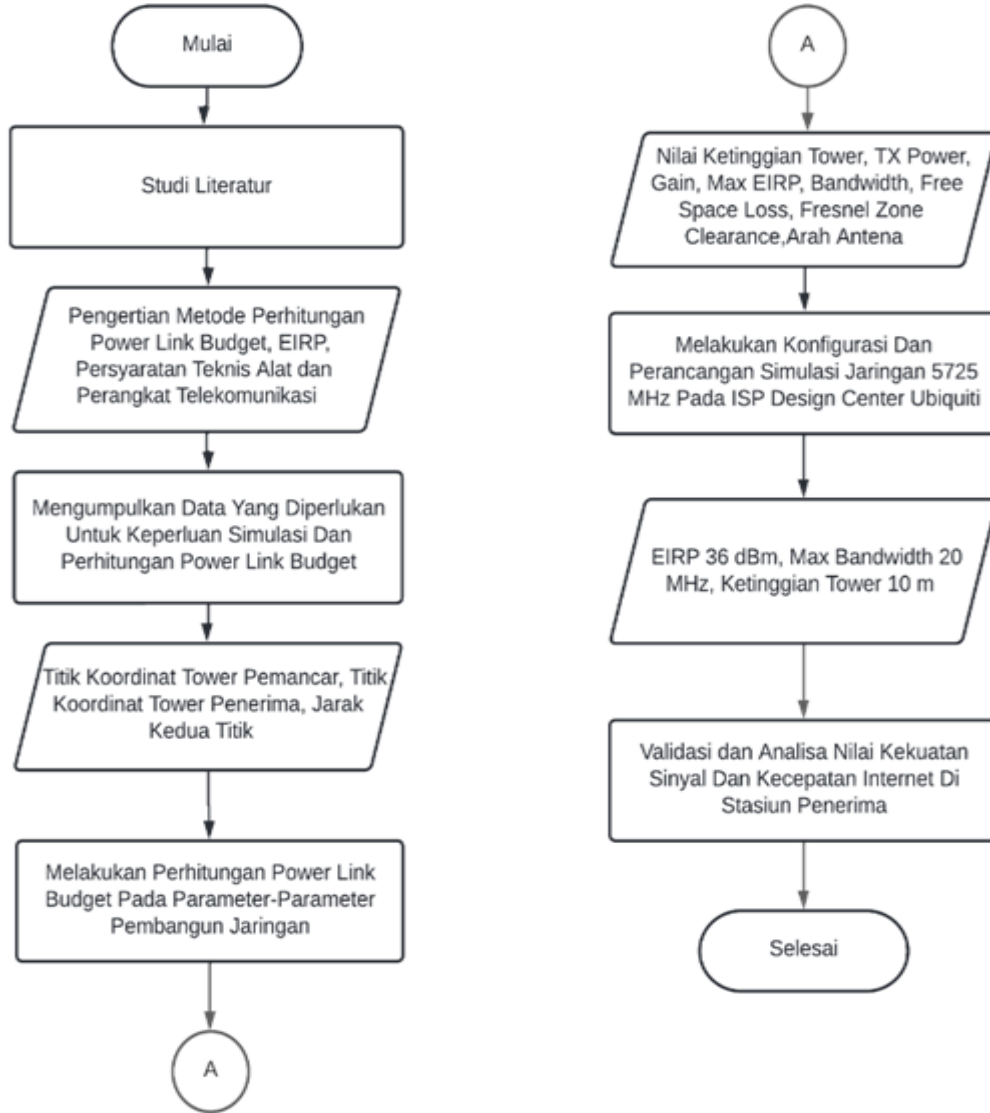 Mulai
Studi Literatur
Pengertian Metode Perhitungan
Power Link Budget, EIRP,
Persyaratan Teknis Alat dan
Perangkat Telekomunikasi
Mengumpulkan Data Yang Diperlukan
Untuk Keperluan Simulasi Dan
Perhitungan Power Link Budget
Titik Koordinat Tower Pemancar, Titik
Koordinat Tower Penerima, Jarak
Kedua Titik
Melakukan Perhitungan Power Link
Budget Pada Parameter-Parameter
Pembangun Jaringan
A
A
Nilai Ketinggian Tower, TX Power,
Gain, Max EIRP, Bandwidth, Free
Space Loss, Fresnel Zone
Clearance,Arah Antena
Melakukan Konfigurasi Dan
Perancangan Simulasi Jaringan 5725
MHz Pada ISP Design Center Ubiquiti
EIRP 36 dBm, Max Bandwidth 20
MHz, Ketinggian Tower 10 m
Validasi dan Analisa Nilai Kekuatan
Sinyal Dan Kecepatan Internet Di
Stasiun Penerima
Selesai